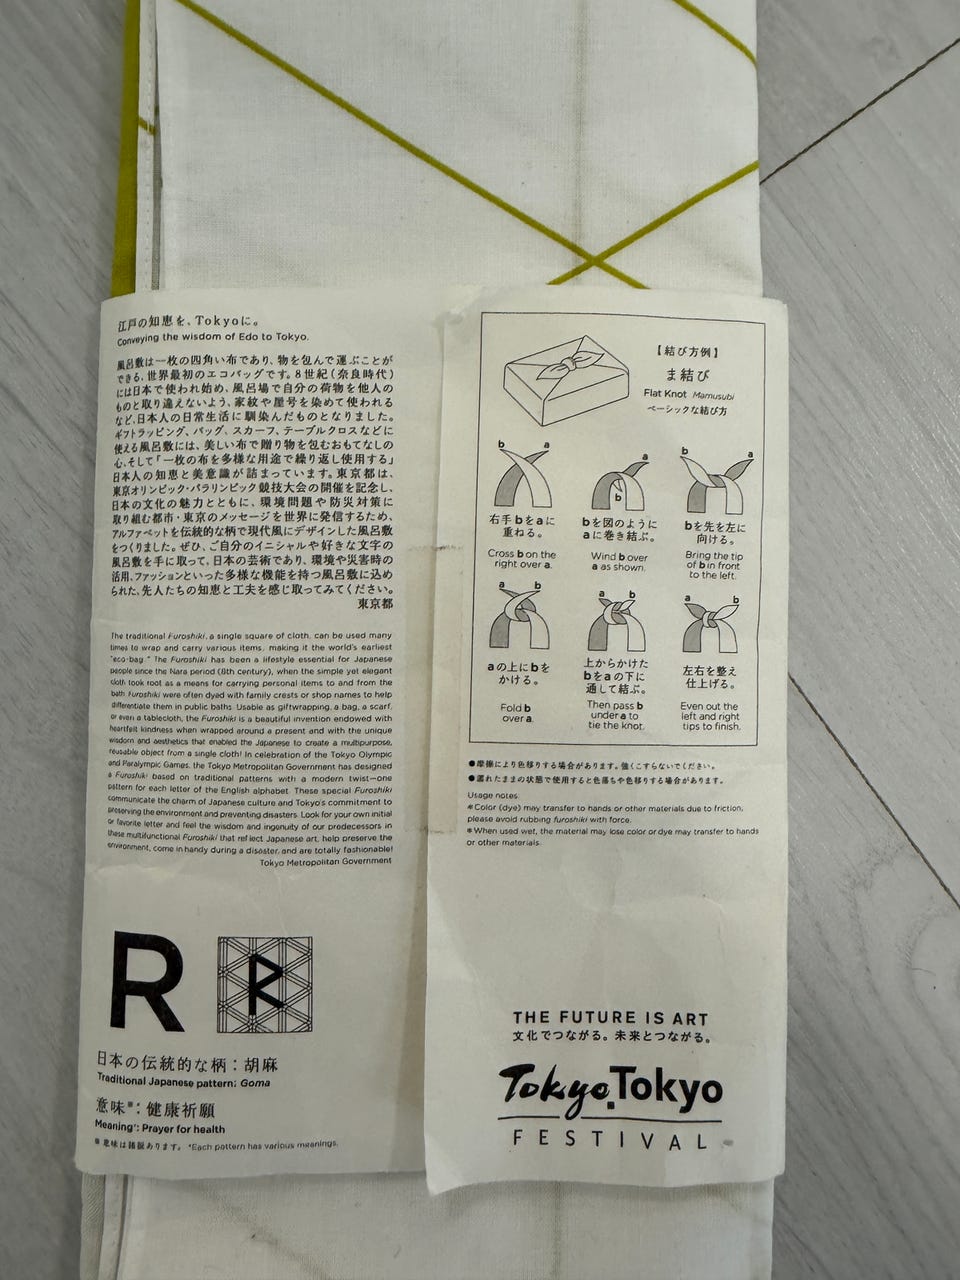 江戸の知恵を、Tokyoに。
Conveying the wisdom of Edo to Tokyo.
風呂敷は一枚の四角い布であり、物を包んで運ぶことが
できる、世界最初のエコバッグです。8世紀（奈良時代）
には日本で使われ始め、風呂場で自分の荷物を他人の
ものと取り違えないよう、家紋や屋号を染めて使われる
など、日本人の日常生活に馴染んだものとなりました。
ギフトラッピング、バッグ、スカーフ、テーブルクロスなどに
使える風呂敷には、美しい布で贈り物を包むおもてなしの
心、そして「一枚の布を多様な用途で繰り返し使用する」
日本人の知恵と美意識が詰まっています。東京都は、
東京オリンピック・パラリンピック競技大会の開催を記念し、
日本の文化の魅力とともに、環境問題や防災対策に
取り組む都市・東京のメッセージを世界に発信するため、
アルファベットを伝統的な柄で現代風にデザインした風呂敷
をつくりました。ぜひ、ご自分のイニシャルや好きな文字の
風呂敷を手に取って、日本の芸術であり、環境や災害時の
活用、ファッションといった多様な機能を持つ風呂敷に込め
られた、先人たちの知恵と工夫を感じ取ってみてください。
東京都
The traditional Furoshiki, a single square of cloth, can be used many
times to wrap and carry various items, making it the world's earliest
"eco-bag." The Furoshiki has been a lifestyle essential for Japanese
people since the Nara period (8th century), when the simple yet elegant
cloth took root as a means for carrying personal items to and from the
bath. Furoshiki were often dyed with family crests or shop names to help
differentiate them in public baths. Usable as giftwrapping, a bag, a scarf,
or even a tablecloth, the Furoshiki is a beautiful invention endowed with
heartfelt kindness when wrapped around a present and with the unique
wisdom and aesthetics that enabled the Japanese to create a multipurpose,
reusable object from a single cloth! In celebration of the Tokyo Olympic
and Paralympic Games, the Tokyo Metropolitan Government has designed
a Furoshiki based on traditional patterns with a modern twist—one
pattern for each letter of the English alphabet. These special Furoshiki
communicate the charm of Japanese culture and Tokyo's commitment to
preserving the environment and preventing disasters. Look for your own initial
or favorite letter and feel the wisdom and ingenuity of our predecessors in
these multifunctional Furoshiki that reflect Japanese art, help preserve the
environment, come in handy during a disaster, and are totally fashionable!
Tokyo Metropolitan Government
R R
日本の伝統的な柄：胡麻
Traditional Japanese pattern: Goma
意味※：健康祈願
Meaning*: Prayer for health
※意味は諸説あります。 *Each pattern has various meanings.
【結び方例】
ま結び
Flat Knot Mamusubi
ベーシックな結び方
b a
a b
b a
右手bをaに
重ねる。
bを図のように
aに巻き結ぶ。
bを先を左に
向ける。
Cross b on the
right over a.
Wind b over
a as shown.
Bring the tip
of b in front
to the left.
a b
a b
a b
aの上にbを
かける。
上からかけた
bをaの下に
通して結ぶ。
左右を整え
仕上げる。
Fold b
over a.
Then pass b
under a to
tie the knot.
Even out the
left and right
tips to finish.
●摩擦により色移りする場合があります。強くこすらないでください。
●濡れたままの状態で使用すると色落ちや色移りする場合があります。
Usage notes
*Color (dye) may transfer to hands or other materials due to friction,
please avoid rubbing furoshiki with force.
*When used wet, the material may lose color or dye may transfer to hands
or other materials.
THE FUTURE IS ART
文化でつながる。未来とつながる。
Tokyo Tokyo
FESTIVAL